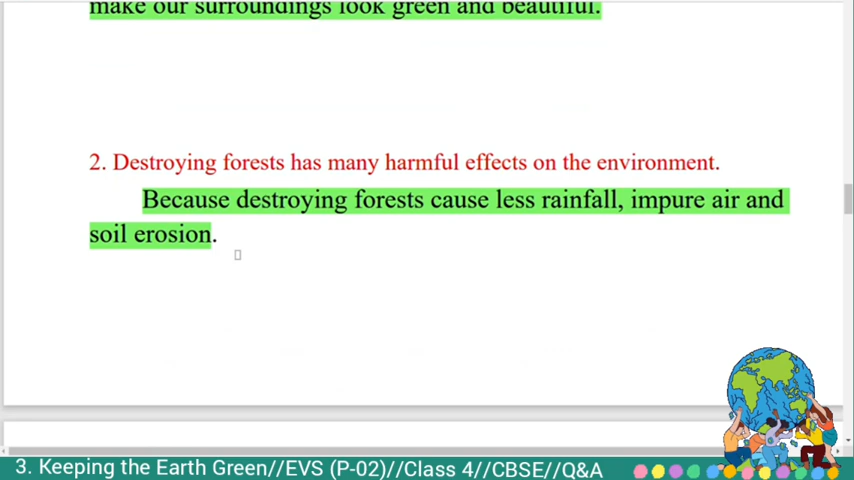 make our surroundings look green and beautiful.
2. Destroying forests has many harmful effects on the environment.
Because destroying forests cause less rainfall, impure air and
soil erosion.
3. Keeping the Earth Green//EVS (P-02)//Class 4//CBSE//Q&A